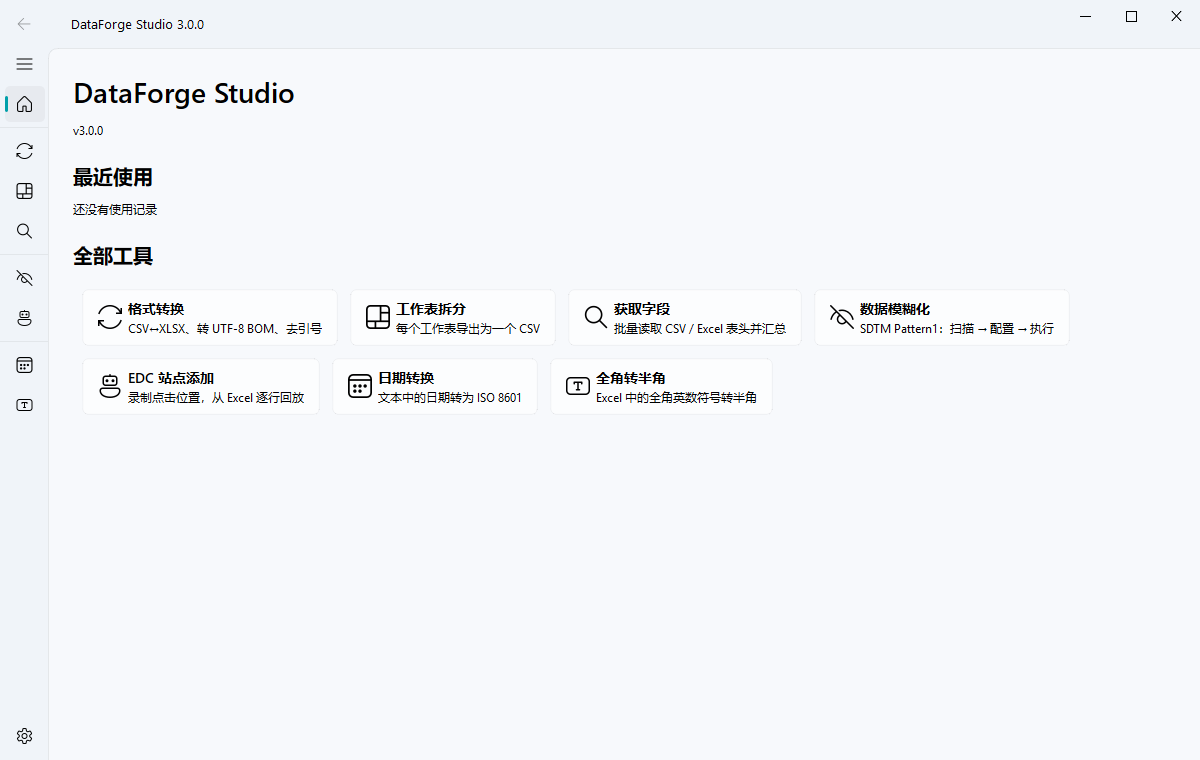 DataForge Studio 3.0.0
DataForge Studio
v3.0.0
最近使用
还没有使用记录
全部工具
格式转换
CSV↔XLSX、转 UTF-8 BOM、去引号
工作表拆分
每个工作表导出为一个 CSV
获取字段
批量读取 CSV / Excel 表头并汇总
数据模糊化
SDTM Pattern1：扫描 → 配置 → 执行
EDC 站点添加
录制点击位置，从 Excel 逐行回放
日期转换
文本中的日期转为 ISO 8601
全角转半角
Excel 中的全角英数符号转半角